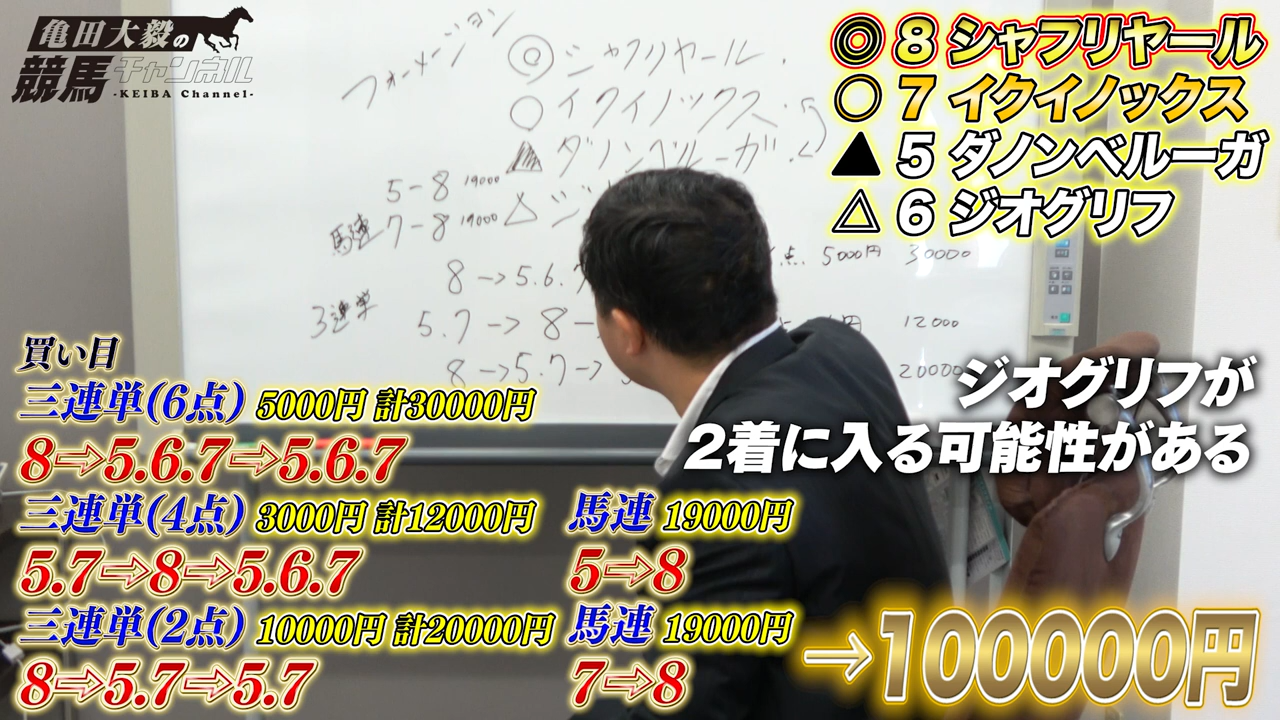 亀田大毅の
競馬チャンネル
-KEIBA Channel-
◎ 8 シャフリヤール
○ 7 イクイノックス
▲ 5 ダノンベルーガ
△ 6 ジオグリフ
フォーメーション
◎ シャフリヤール
○ イクイノックス
▲ ダノンベルーガ
△ ジ
5-8 19000
馬連 7-8 19000
8→5.6.7
点 5000円 30000
3連単
5.7→8→
円 12000
8→5.7→
20000
ジオグリフが
2着に入る可能性がある
買い目
三連単(6点) 5000円 計30000円
8⇨5.6.7⇨5.6.7
三連単(4点) 3000円 計12000円
5.7⇨8⇨5.6.7
三連単(2点) 10000円 計20000円
8⇨5.7⇨5.7
馬連 19000円
5⇨8
馬連 19000円
7⇨8
→100000円